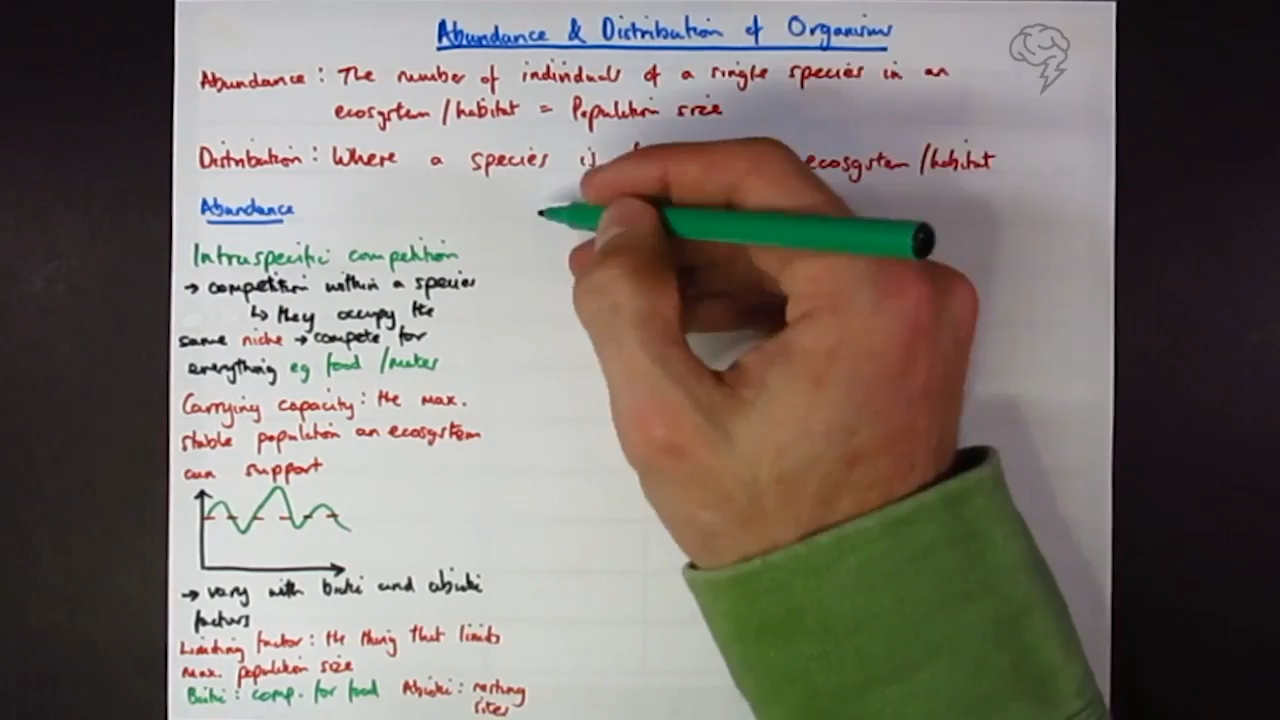 Abundance & Distribution of Organisms
Abundance: The number of individuals of a single species in an
ecosystem/habitat = Population size
Distribution: Where a species is ecosystem/habitat
Abundance
Intraspecific competition
→ competition within a species
↳ they occupy the
same niche → compete for
everything eg food/mates
Carrying capacity: the max.
stable population an ecosystem
can support
→ vary with biotic and abiotic
factors
Limiting factor: the thing that limits
max. population size
Biotic: comp. for food Abiotic: nesting
sites